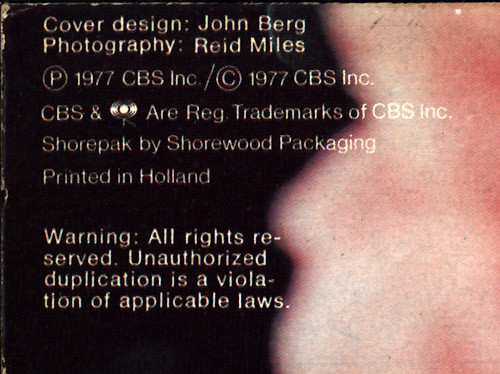 Cover design: John Berg
Photography: Reid Miles
Ⓟ 1977 CBS Inc./© 1977 CBS Inc.
CBS & Are Reg. Trademarks of CBS Inc.
Shorepak by Shorewood Packaging
Printed in Holland
Warning: All rights re-
served. Unauthorized
duplication is a viola-
tion of applicable laws.